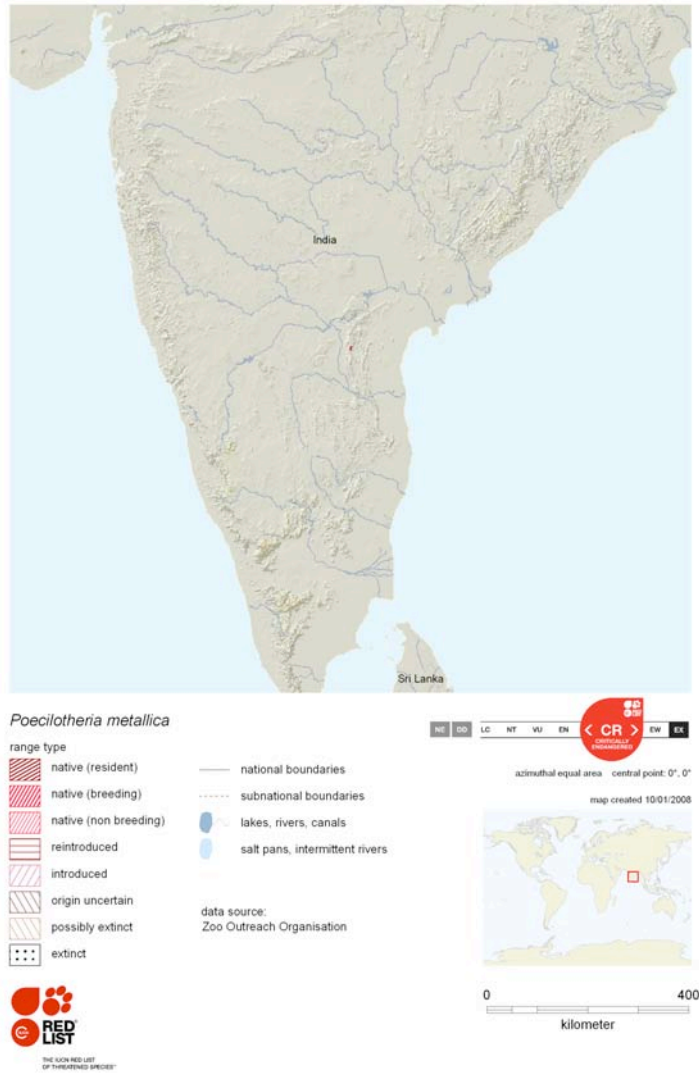 India
Sri Lanka
Poecilotheria metallica
range type
native (resident)
native (breeding)
native (non breeding)
reintroduced
introduced
origin uncertain
possibly extinct
extinct
national boundaries
subnational boundaries
lakes, rivers, canals
salt pans, intermittent rivers
data source:
Zoo Outreach Organisation
NE DD LC NT VU EN < CR > EW EX
CRITICALLY
ENDANGERED
azimuthal equal area central point: 0°, 0°
map created 10/01/2008
0 400
kilometer
RED
LIST
THE IUCN RED LIST
OF THREATENED SPECIES™